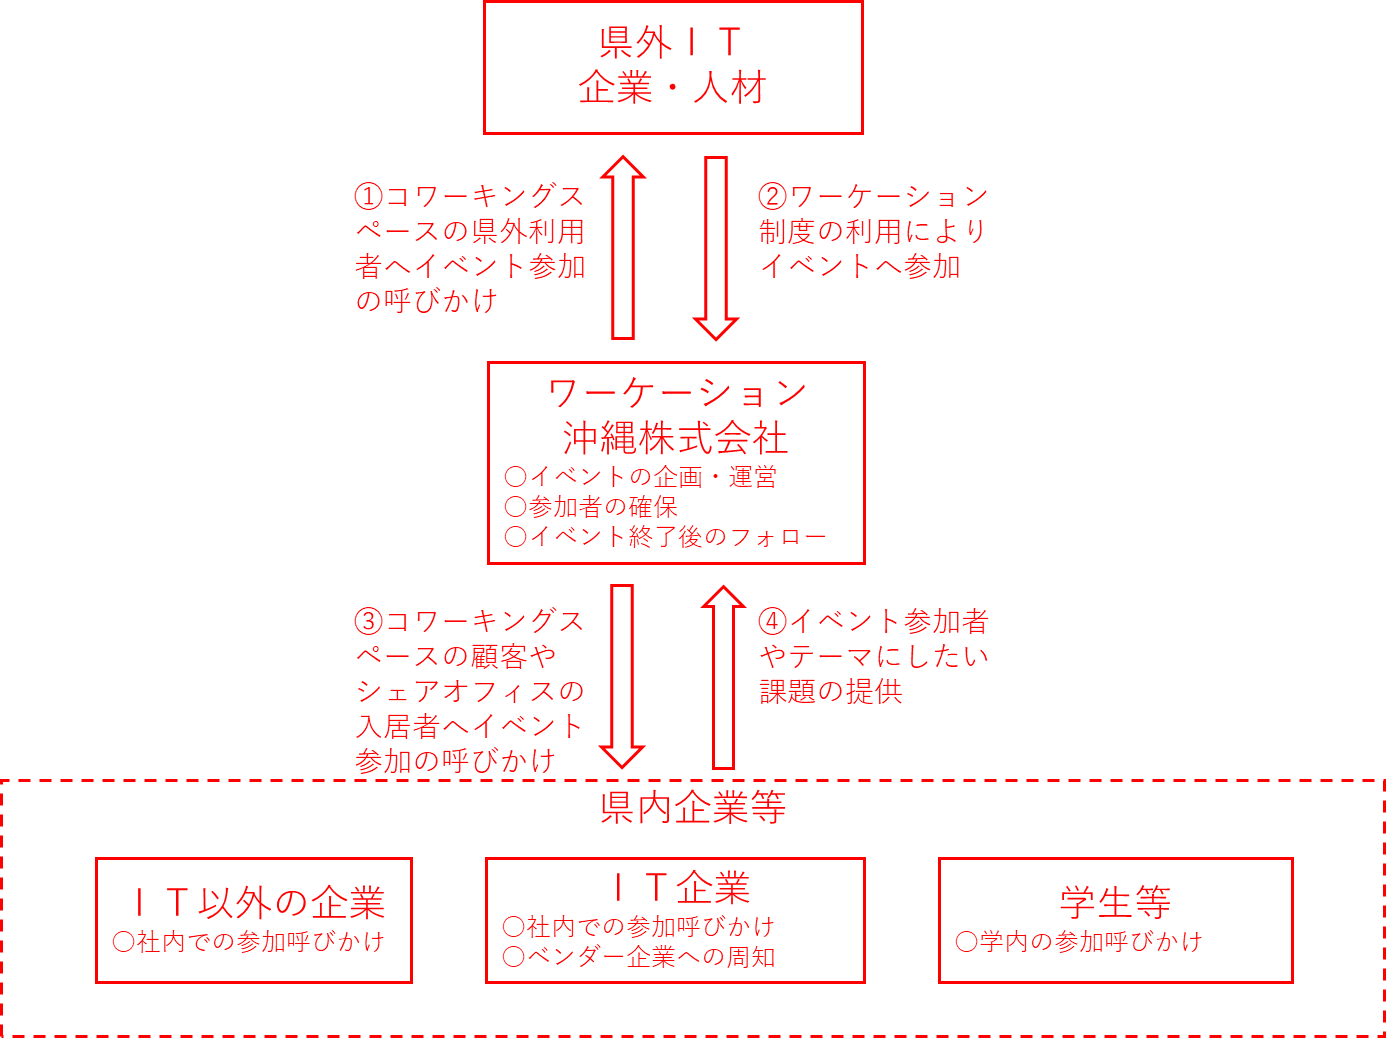 県外ＩＴ
企業・人材
①コワーキングス
ペースの県外利用
者へイベント参加
の呼びかけ
②ワーケーション
制度の利用により
イベントへ参加
ワーケーション
沖縄株式会社
○イベントの企画・運営
○参加者の確保
○イベント終了後のフォロー
③コワーキングス
ペースの顧客や
シェアオフィスの
入居者へイベント
参加の呼びかけ
④イベント参加者
やテーマにしたい
課題の提供
県内企業等
ＩＴ以外の企業
○社内での参加呼びかけ
ＩＴ企業
○社内での参加呼びかけ
○ベンダー企業への周知
学生等
○学内の参加呼びかけ